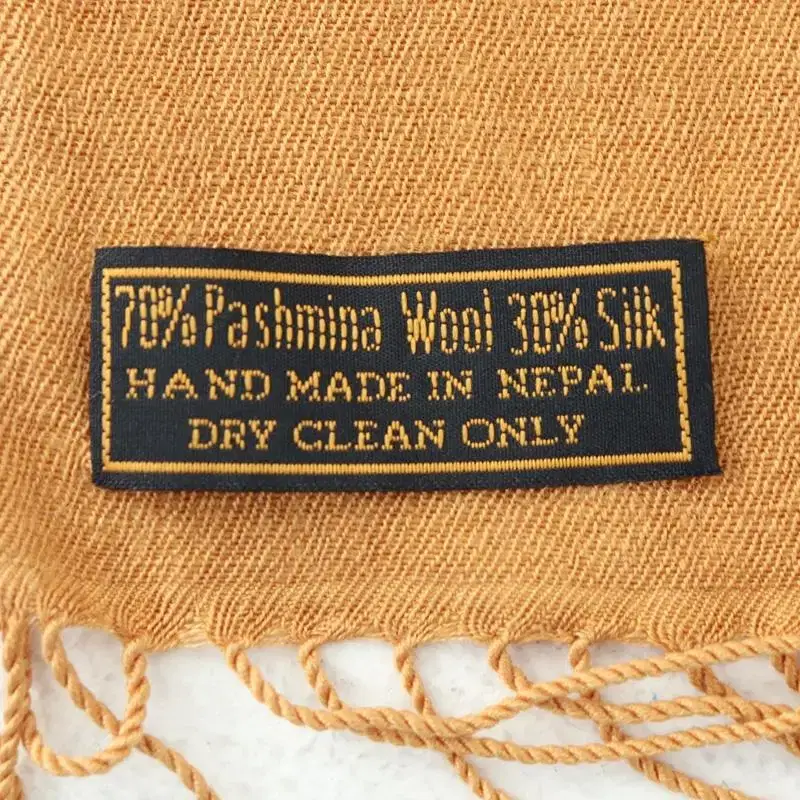 70% Pashmina Wool 30% Silk
HAND MADE IN NEPAL
DRY CLEAN ONLY